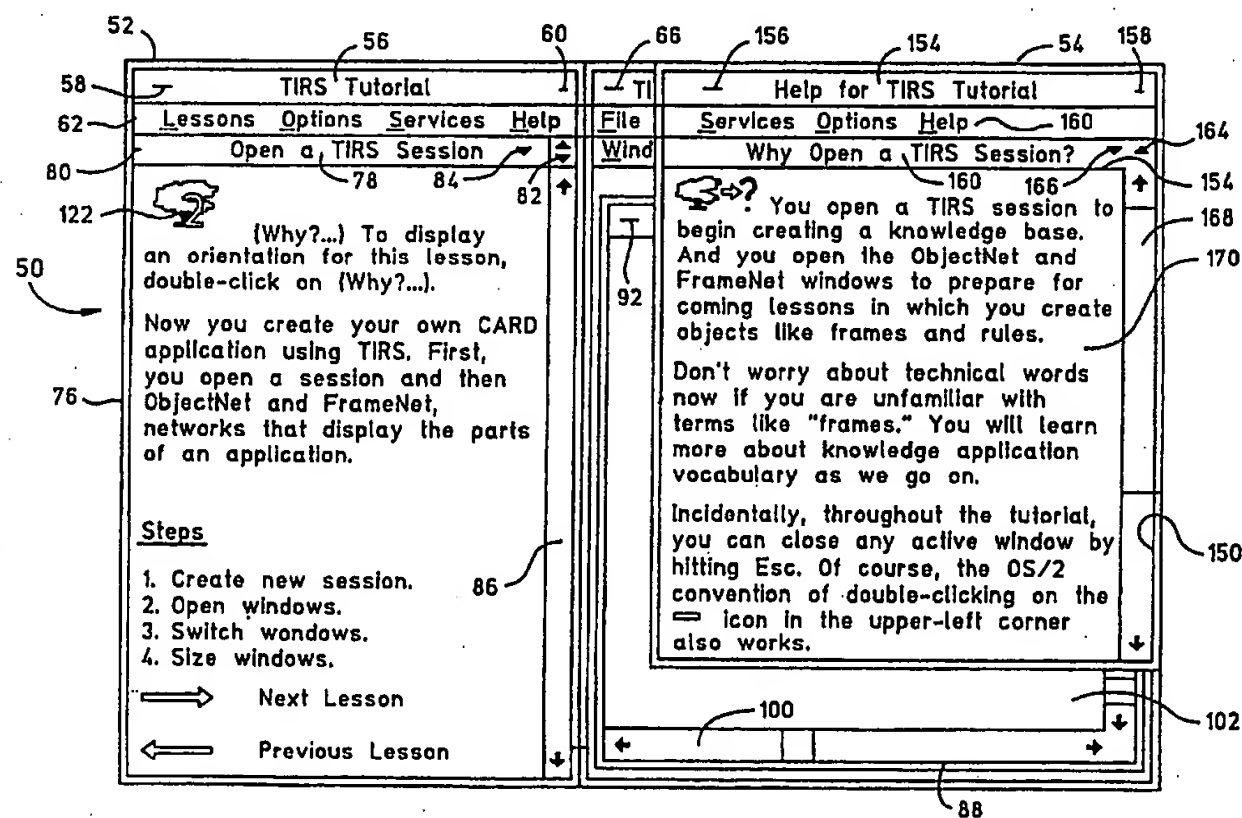 52 56 60 66 156 154 54 158
58 TIRS Tutorial TI Help for TIRS Tutorial
62 Lessons Options Services Help File Services Options Help 160 164
80 Open a TIRS Session Wind Why Open a TIRS Session?
78 84 82 160 166 154
122 2 3 ⇨? You open a TIRS session to
(Why?...) To display
an orientation for this lesson,
double-click on (Why?...).
50
Now you create your own CARD
application using TIRS. First,
you open a session and then
ObjectNet and FrameNet,
networks that display the parts
of an application.
76
Steps
1. Create new session.
2. Open windows.
3. Switch wondows.
4. Size windows.
86
Next Lesson
Previous Lesson
92
begin creating a knowledge base.
And you open the ObjectNet and
FrameNet windows to prepare for
coming lessons in which you create
objects like frames and rules.
168
170
Don't worry about technical words
now if you are unfamiliar with
terms like "frames." You will learn
more about knowledge application
vocabulary as we go on.
Incidentally, throughout the tutorial,
you can close any active window by
hitting Esc. Of course, the OS/2
convention of double-clicking on the
icon in the upper-left corner
also works.
150
100
102
88